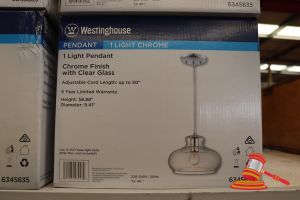 6345835
Westinghouse
PENDANT 1 LIGHT CHROME
1 Light Pendant
Chrome Finish
with Clear Glass
Adjustable Cord Length: up to 50"
5 Year Limited Warranty
Height: 58.88"
Diameter: 9.41"
6345835
6345835